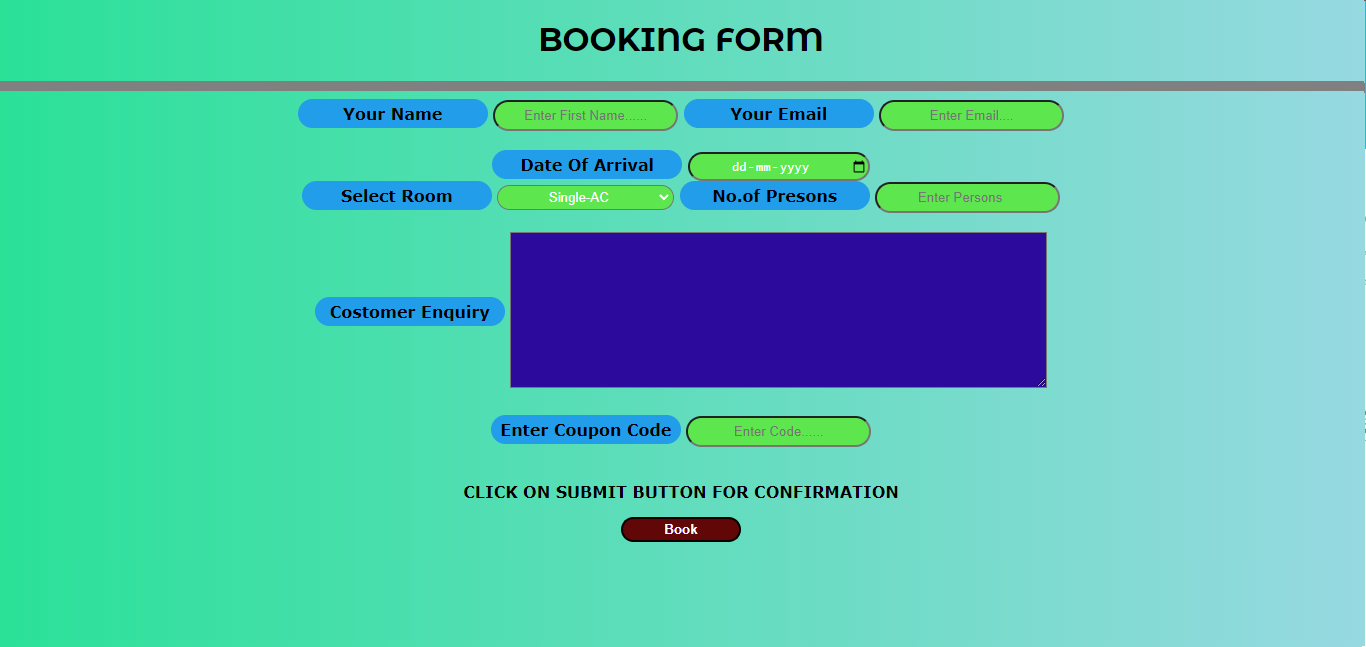 BOOKING FORM
Your Name Enter First Name...... Your Email Enter Email....
Date Of Arrival dd-mm-yyyy
Select Room Single-AC No.of Presons Enter Persons
Costomer Enquiry
Enter Coupon Code Enter Code......
CLICK ON SUBMIT BUTTON FOR CONFIRMATION
Book